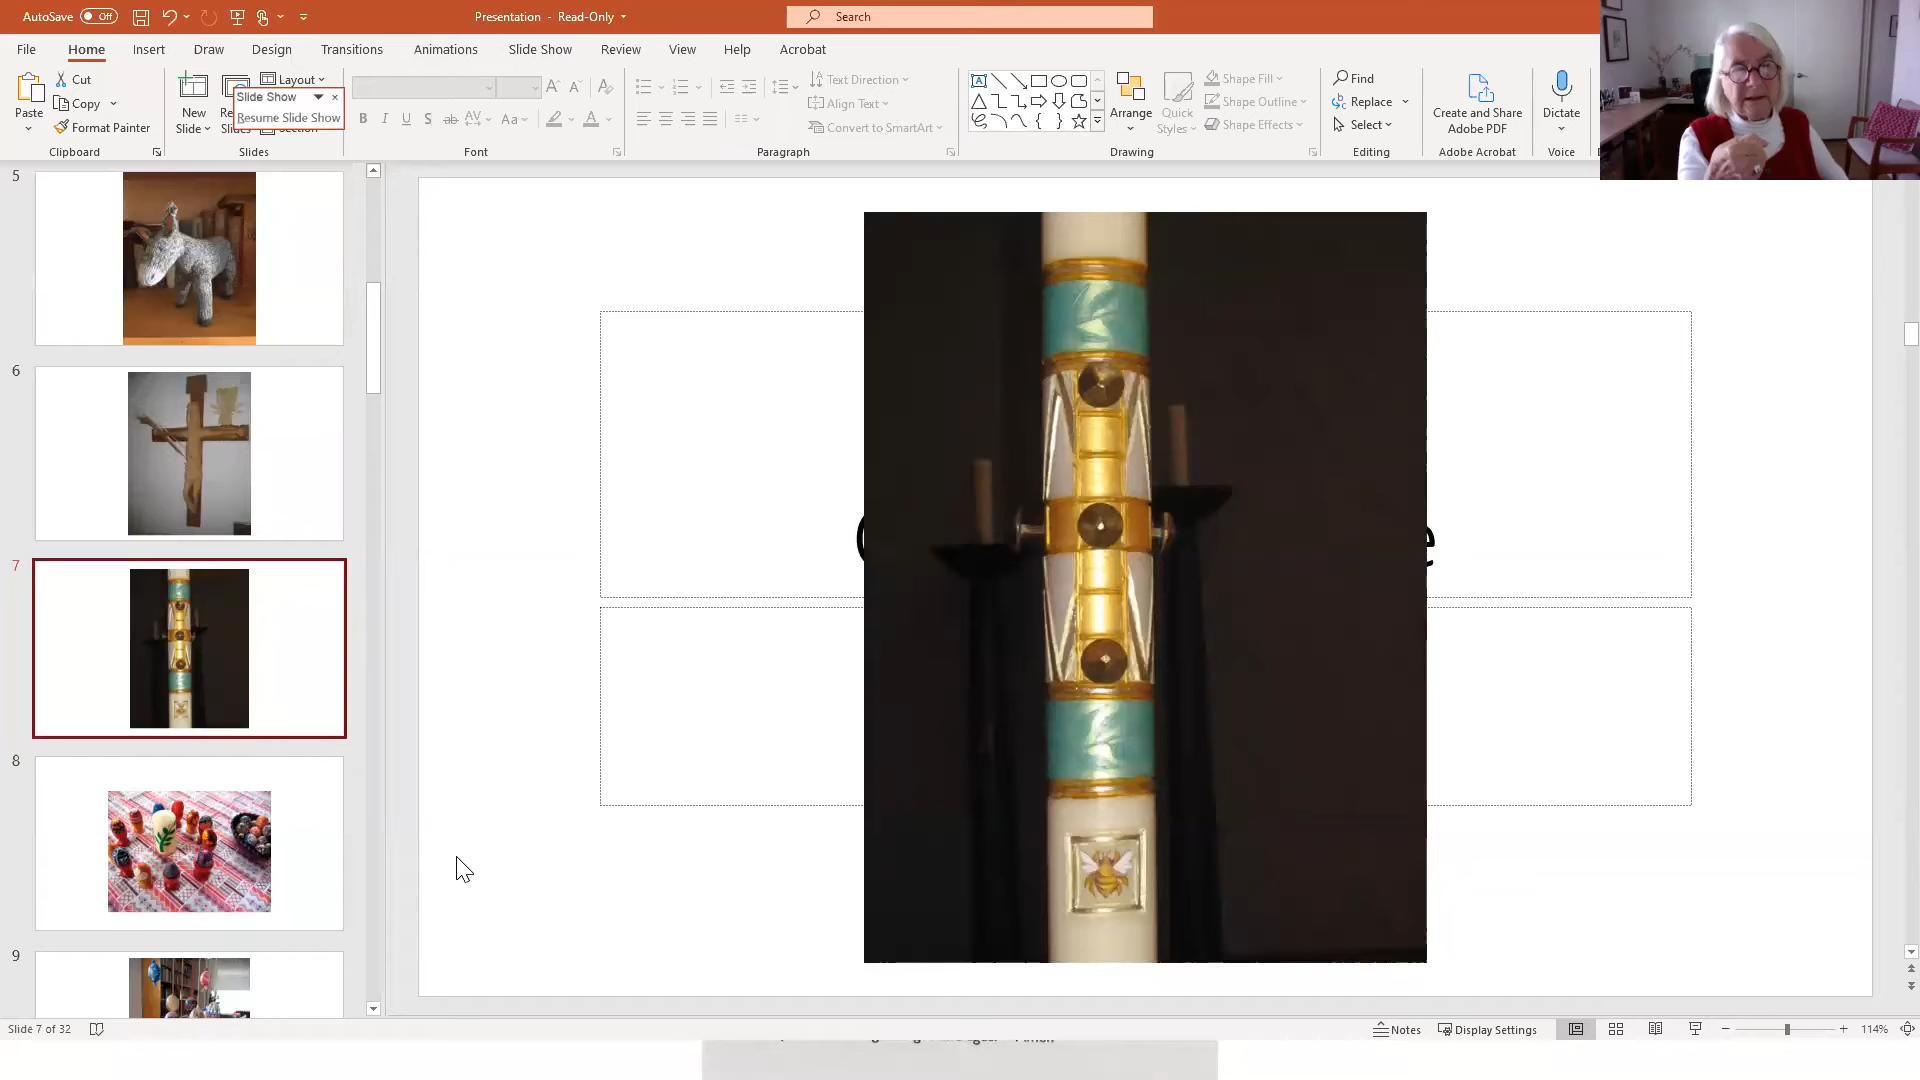 AutoSave Off
Presentation - Read-Only
Search
File Home Insert Draw Design Transitions Animations Slide Show Review View Help Acrobat
Paste
Cut
Copy
Format Painter
Clipboard
New Slide
Layout
Slide Show
Resume Slide Show
Slides
B I U S ab AV Aa A
Font
Text Direction
Align Text
Convert to SmartArt
Paragraph
Arrange
Quick Styles
Shape Fill
Shape Outline
Shape Effects
Drawing
Find
Replace
Select
Editing
Create and Share Adobe PDF
Adobe Acrobat
Dictate
Voice
5
6
7
8
9
e
Slide 7 of 32
Notes
Display Settings
114%